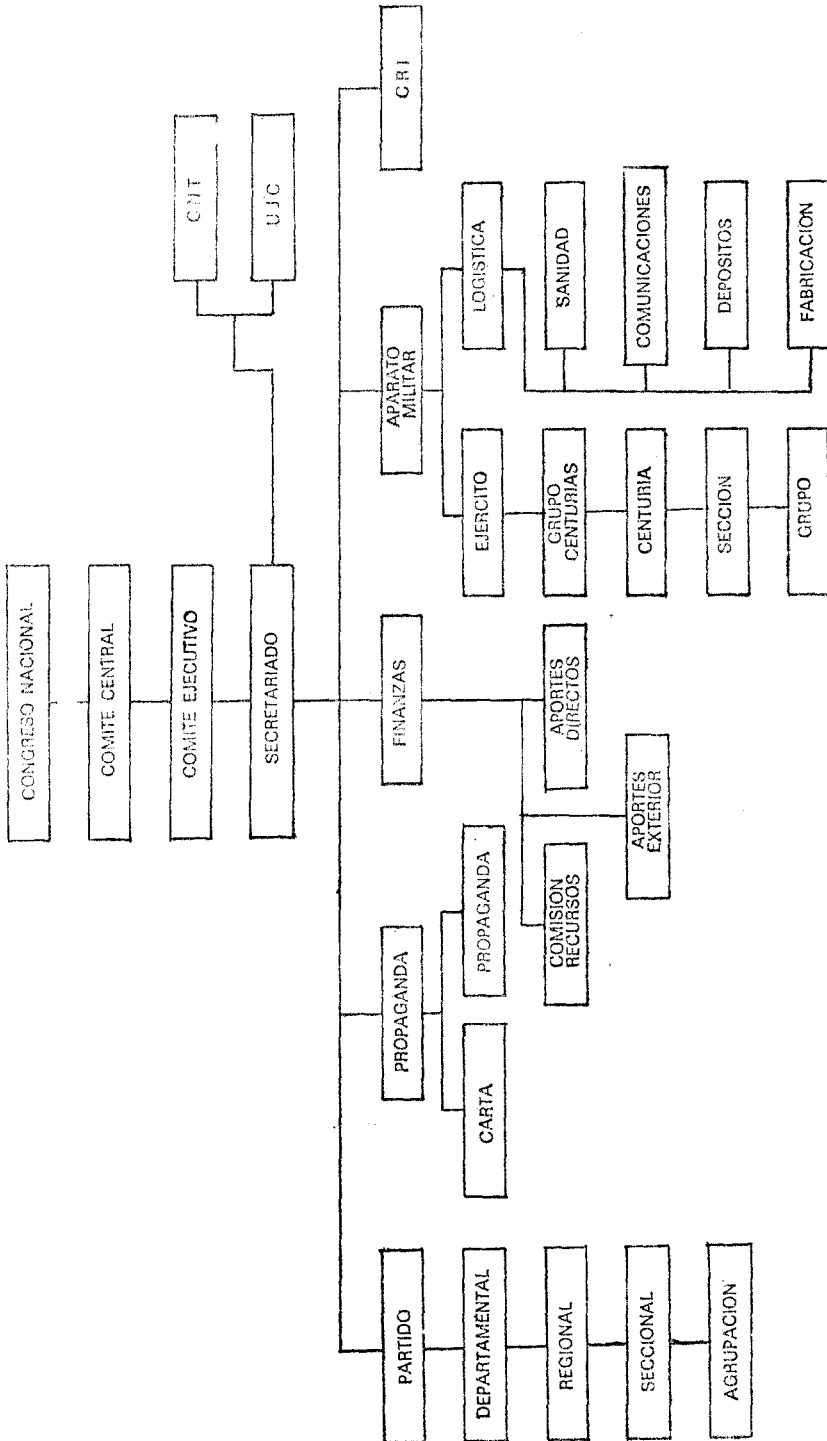 CONGRESO NACIONAL
COMITE CENTRAL
COMITE EJECUTIVO
SECRETARIADO
CNT
UJC
PARTIDO
DEPARTAMENTAL
REGIONAL
SECCIONAL
AGRUPACION
PROPAGANDA
CARTA
PROPAGANDA
FINANZAS
COMISION
RECURSOS
APORTES
EXTERIOR
APORTES
DIRECTOS
APARATO
MILITAR
EJERCITO
GRUPO
CENTURIAS
CENTURIA
SECCION
GRUPO
LOGISTICA
SANIDAD
COMUNICACIONES
DEPOSITOS
FABRICACION
CRI